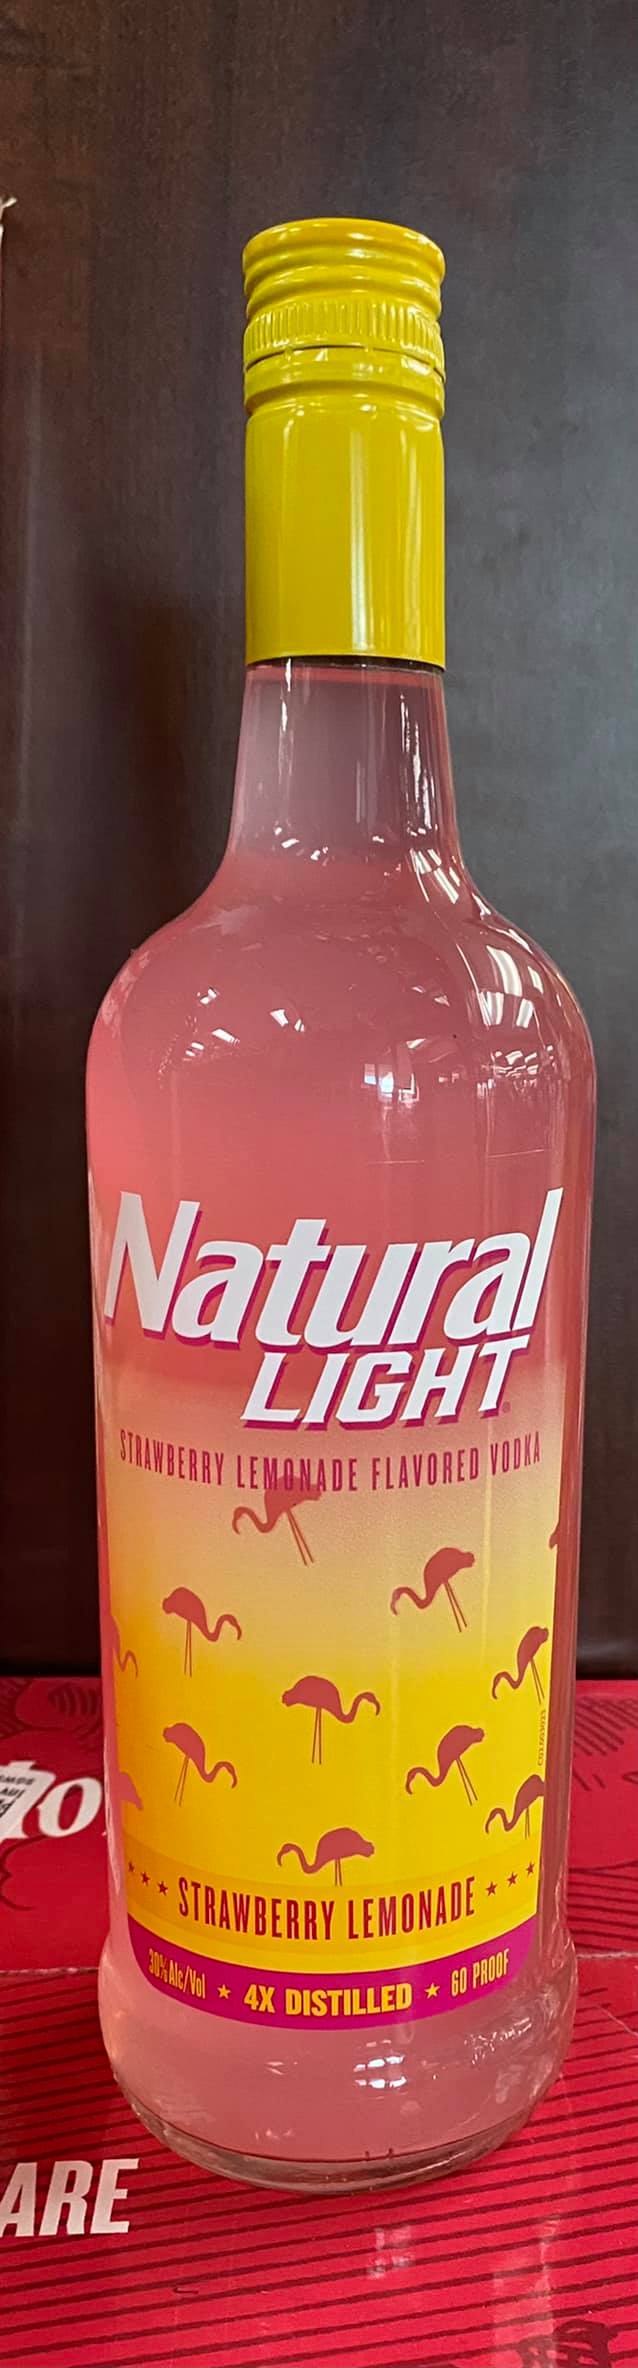 Natural
LIGHT
STRAWBERRY LEMONADE FLAVORED VODKA
STRAWBERRY LEMONADE
30% Alc/Vol ★ 4X DISTILLED ★ 60 PROOF
ARE